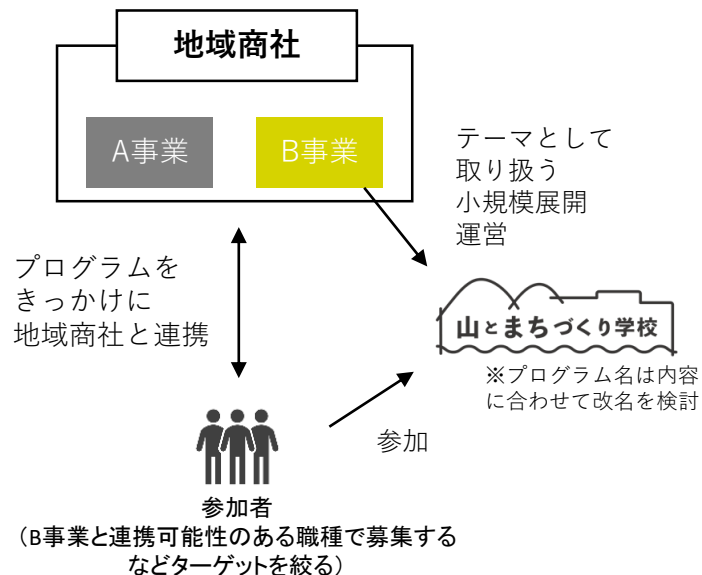 地域商社
A事業
B事業
テーマとして
取り扱う
小規模展開
運営
プログラムを
きっかけに
地域商社と連携
山とまちづくり学校
※プログラム名は内容
に合わせて改名を検討
参加
参加者
（B事業と連携可能性のある職種で募集する
などターゲットを絞る）